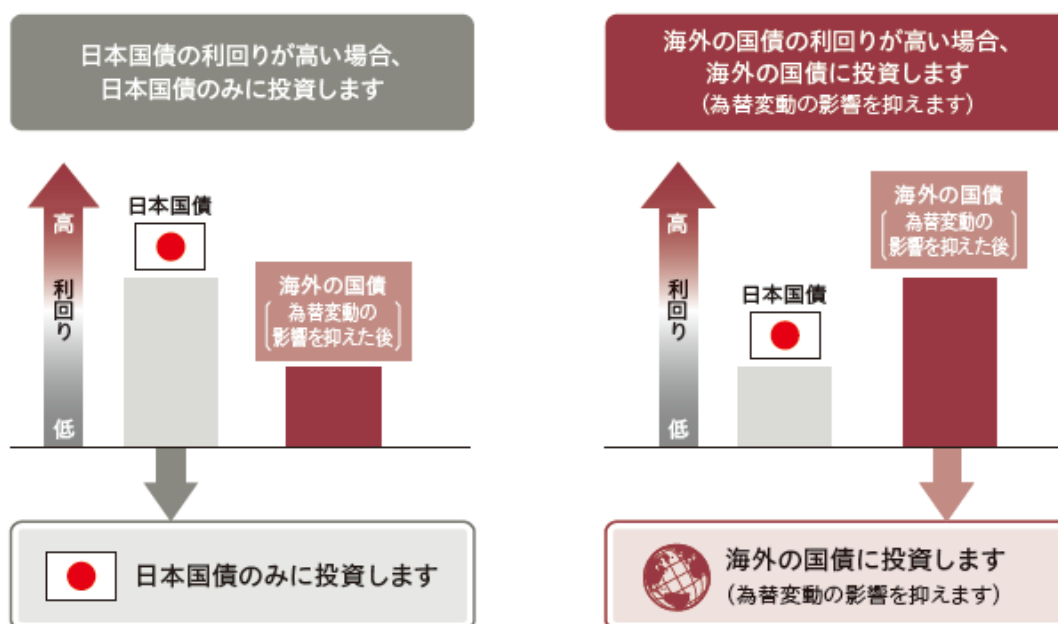 日本国債の利回りが高い場合、
日本国債のみに投資します
高
利回り
低
日本国債
海外の国債
為替変動の
影響を抑えた後
日本国債のみに投資します
海外の国債の利回りが高い場合、
海外の国債に投資します
(為替変動の影響を抑えます)
高
利回り
低
日本国債
海外の国債
為替変動の
影響を抑えた後
海外の国債に投資します
(為替変動の影響を抑えます)